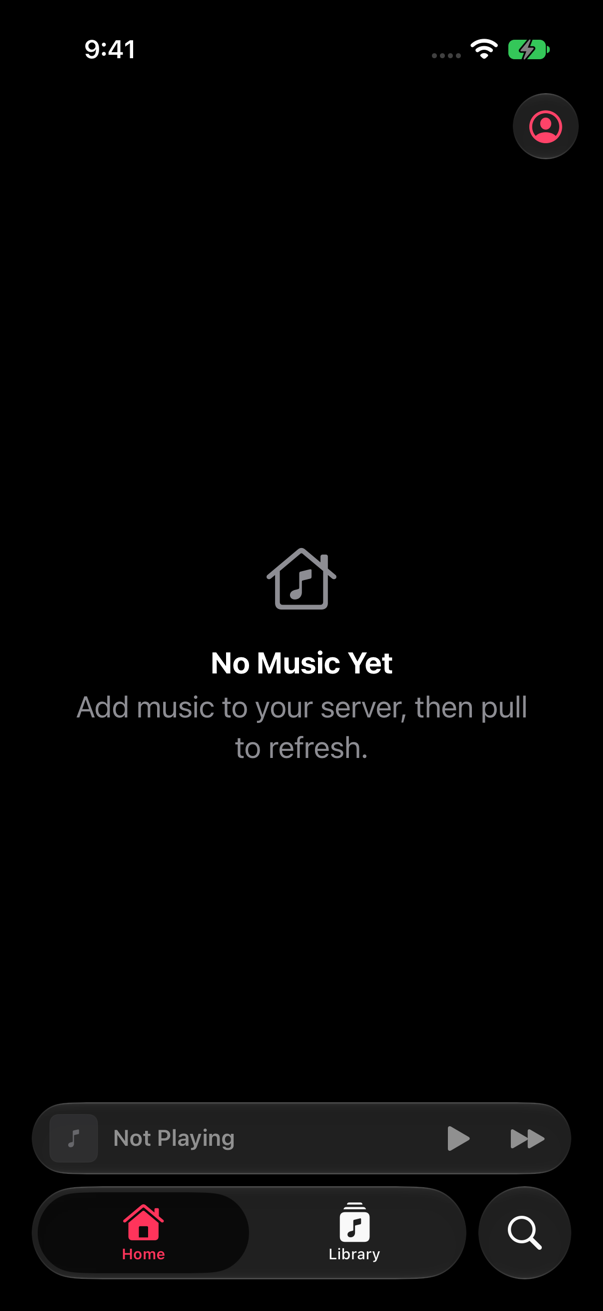 9:41
No Music Yet
Add music to your server, then pull
to refresh.
Not Playing
Home
Library